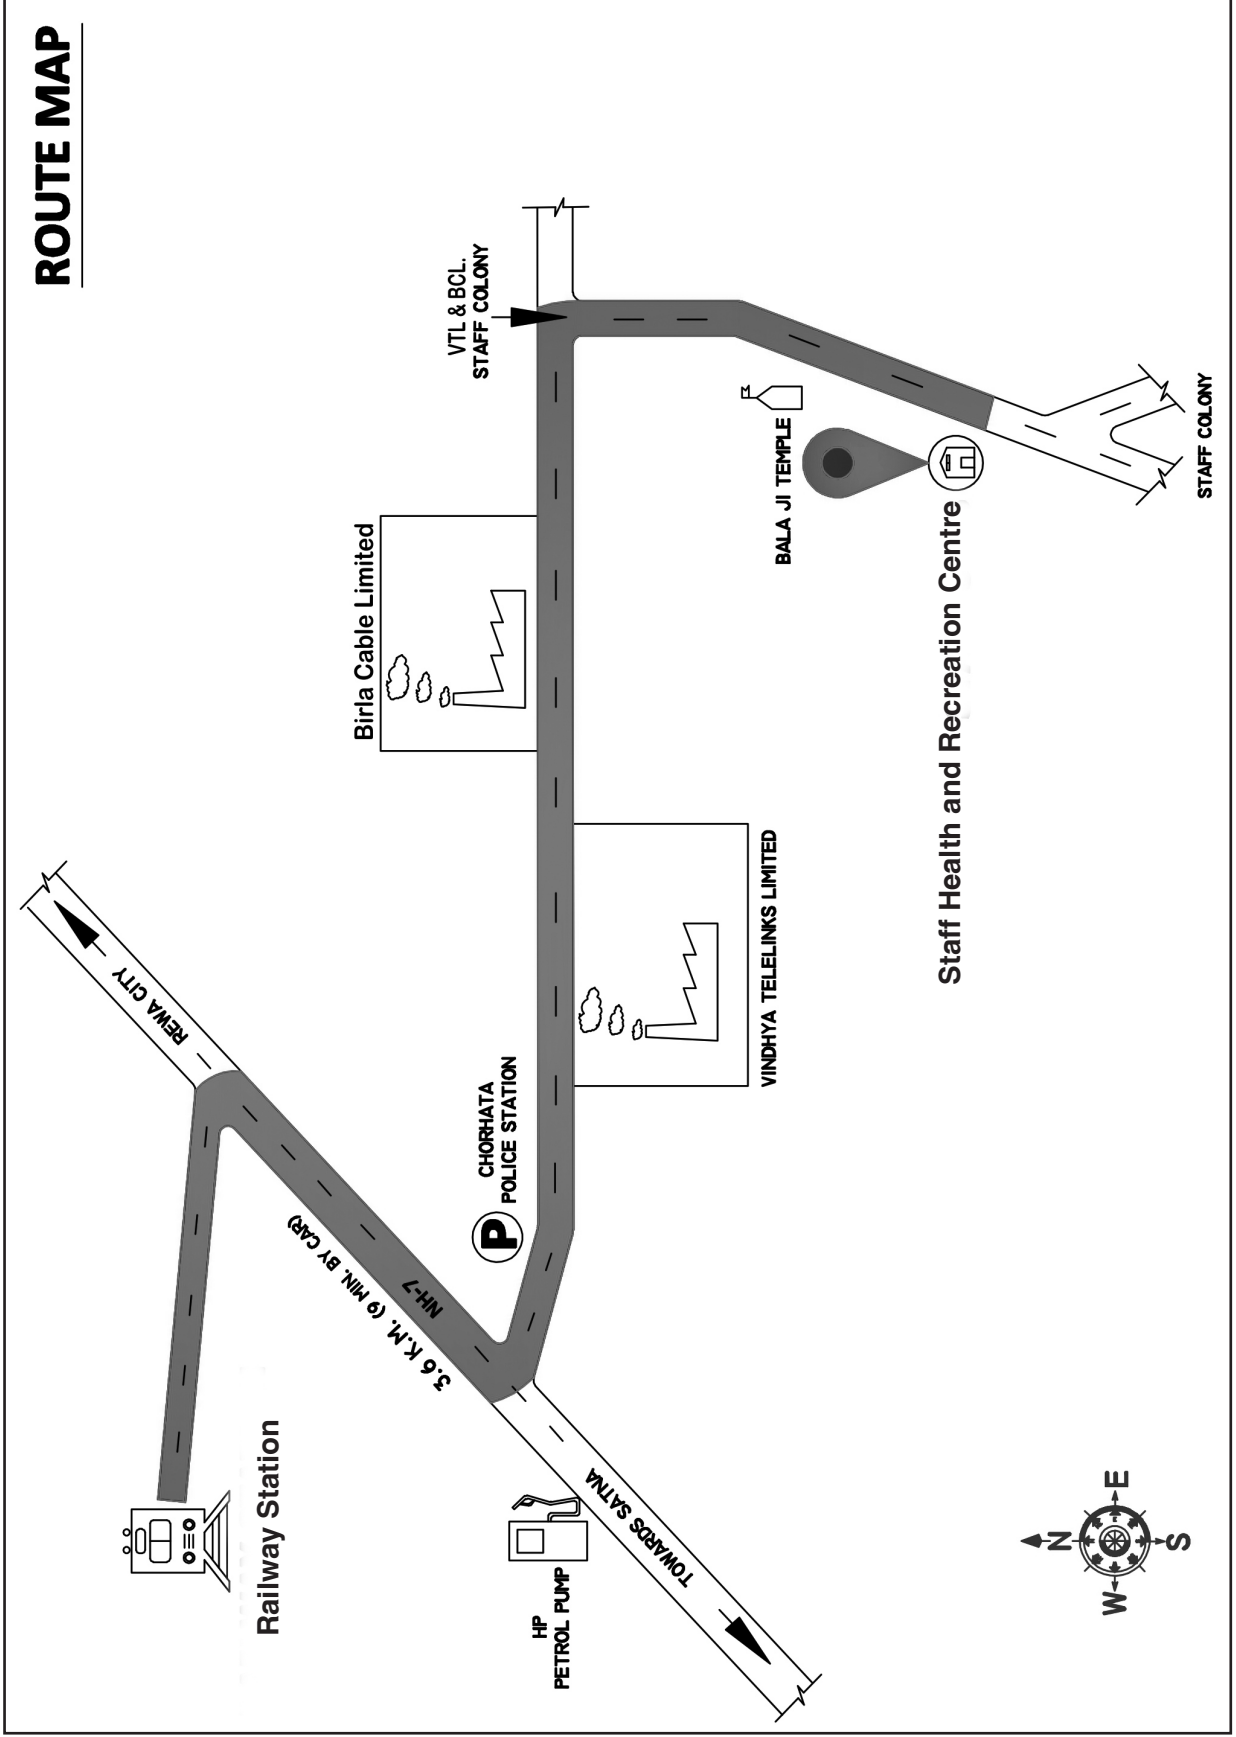 ROUTE MAP
REWA CITY
Railway Station
3.6 K.M. (9 MIN. BY CAR)
NH-7
Birla Cable Limited
VTL & BCL.
STAFF COLONY
CHORHATA
POLICE STATION
P
HP
PETROL PUMP
TOWARDS SATNA
VINDHYA TELELINKS LIMITED
BALA JI TEMPLE
Staff Health and Recreation Centre
STAFF COLONY
N
W
E
S